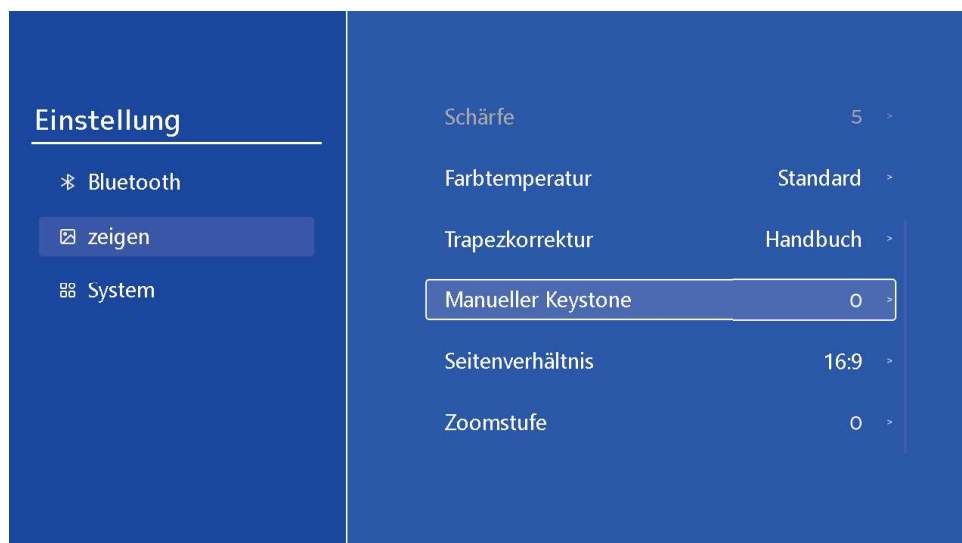 Einstellung
Bluetooth
zeigen
System
Schärfe 5 >
Farbtemperatur Standard >
Trapezkorrektur Handbuch >
Manueller Keystone 0 >
Seitenverhältnis 16:9 >
Zoomstufe 0 >